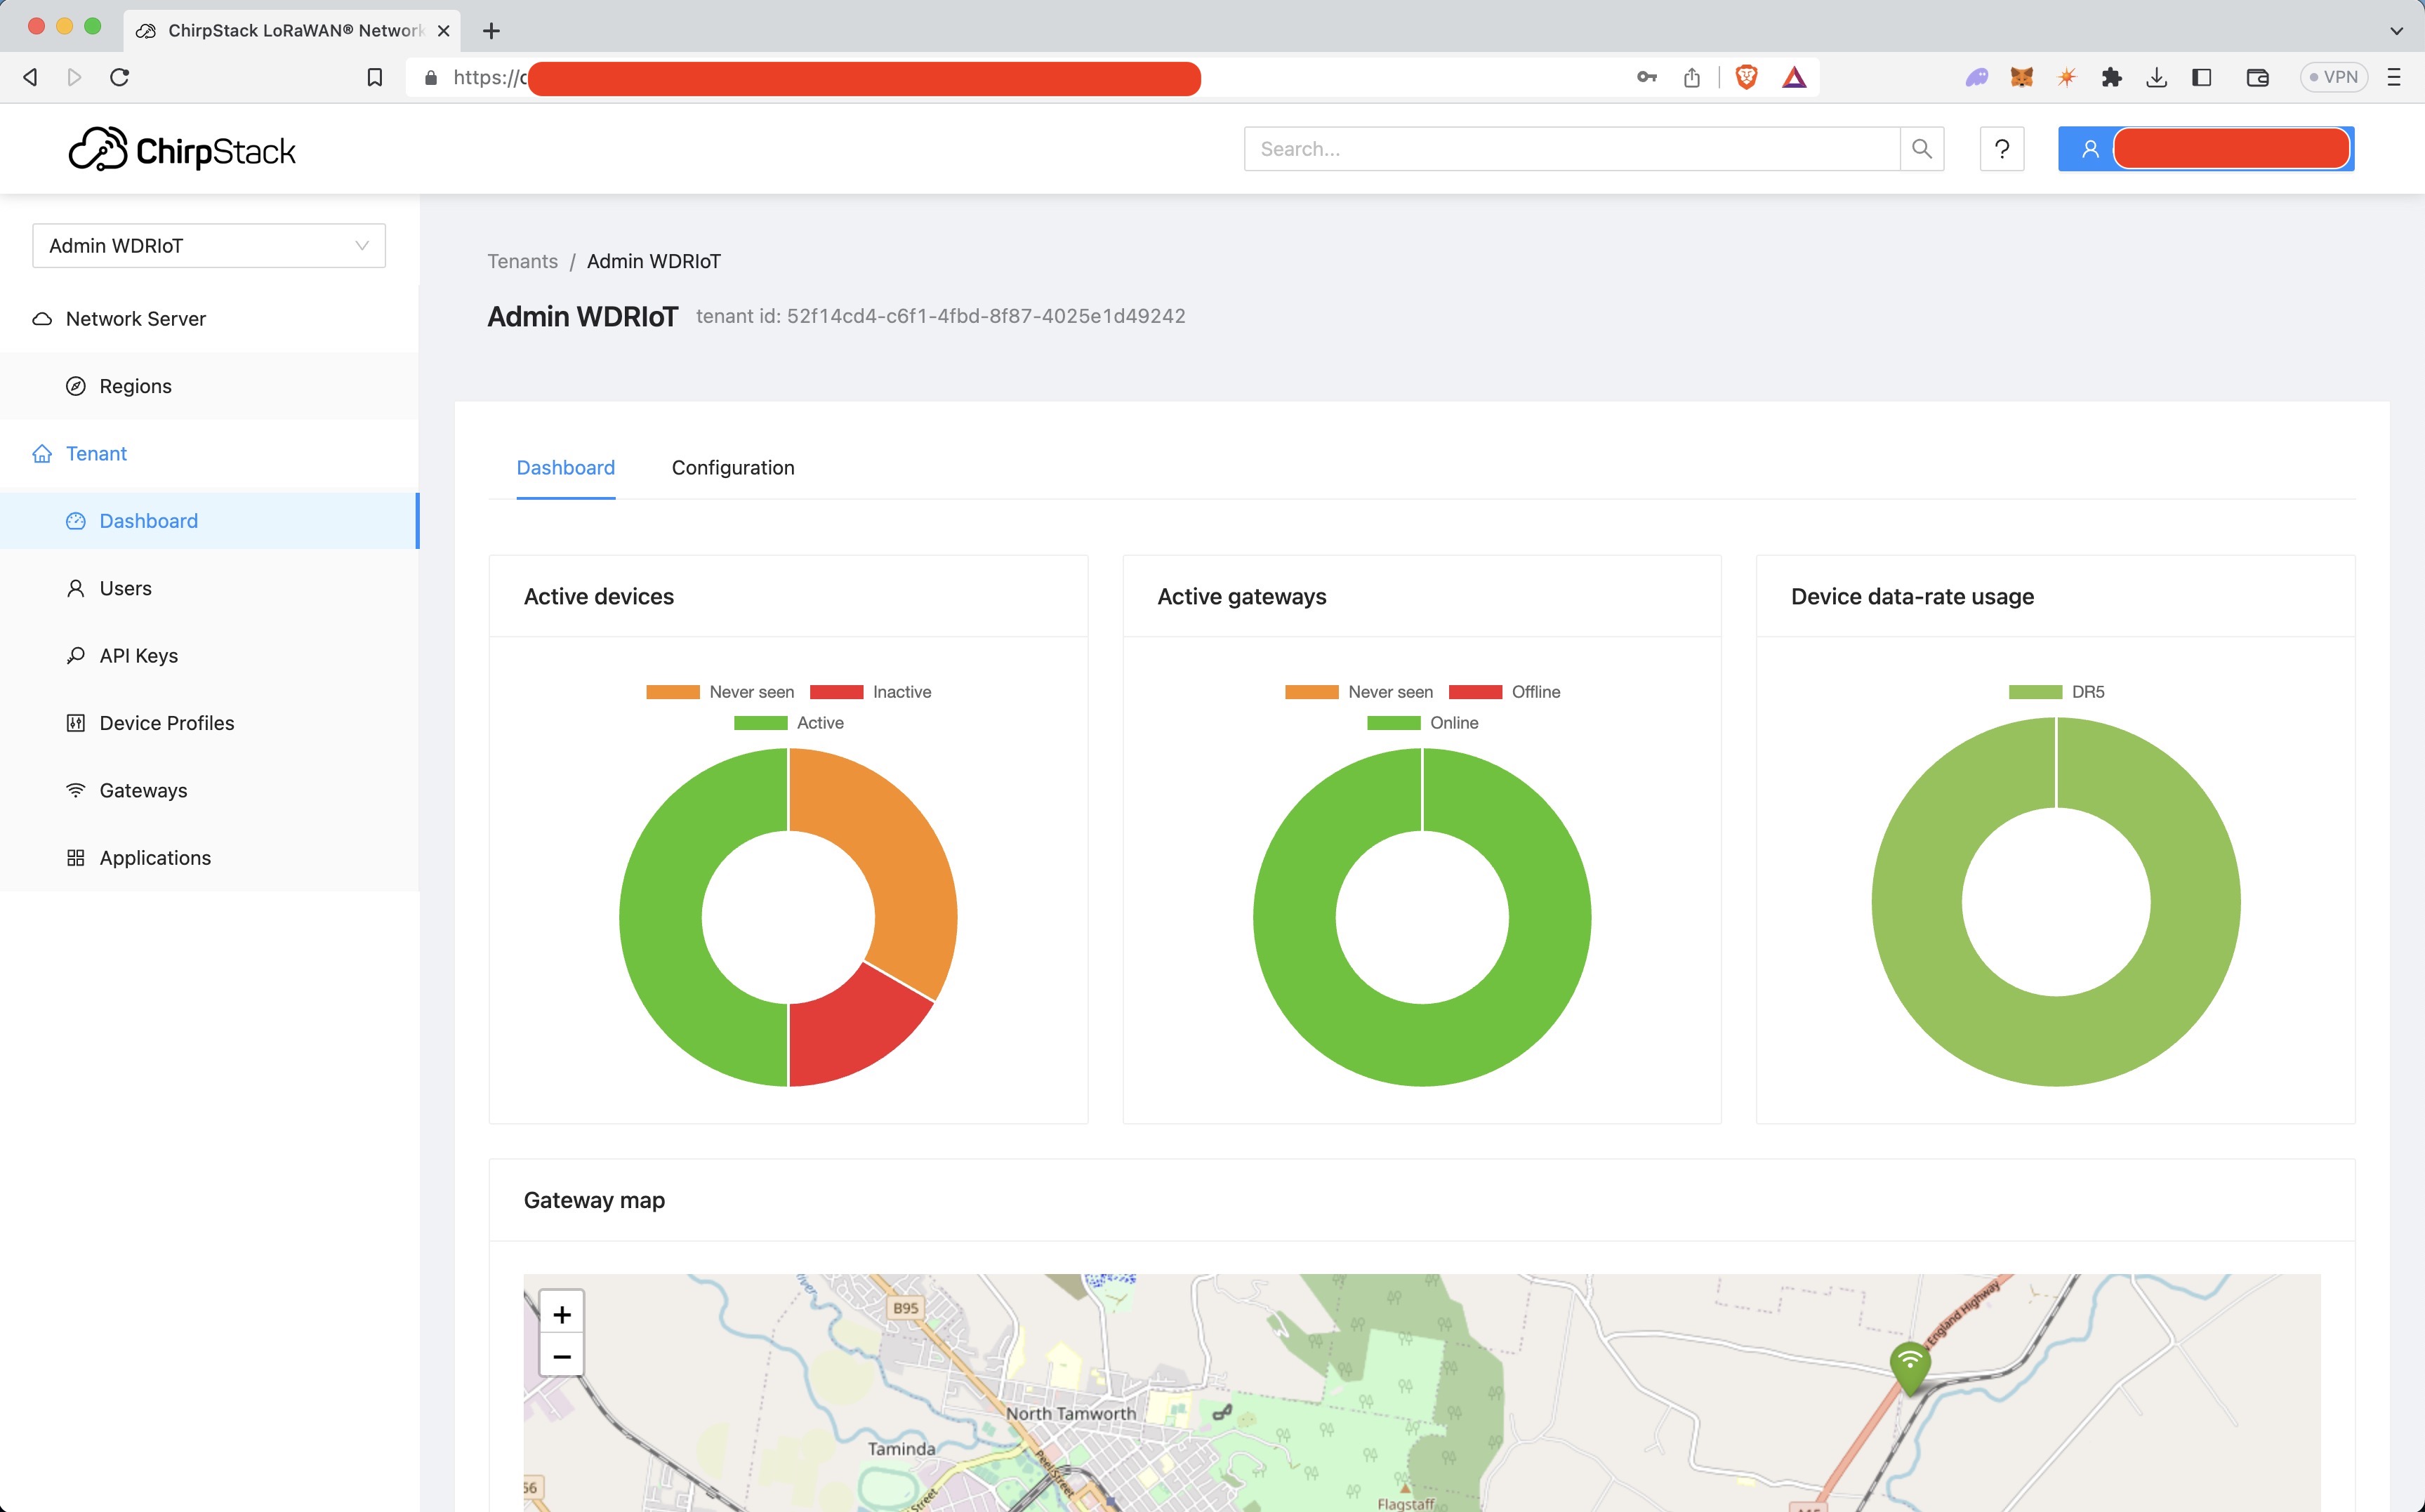 ChirpStack LoRaWAN® Network
https://c
VPN
ChirpStack
Search...
?
Admin WDRIoT
Network Server
Regions
Tenant
Dashboard
Users
API Keys
Device Profiles
Gateways
Applications
Tenants / Admin WDRIoT
Admin WDRIoT tenant id: 52f14cd4-c6f1-4fbd-8f87-4025e1d49242
Dashboard Configuration
Active devices
Never seen Inactive
Active
Active gateways
Never seen Offline
Online
Device data-rate usage
DR5
Gateway map
+
−
B95
England Highway
North Tamworth
Taminda
Peel Street
Street
56
Flagstaff